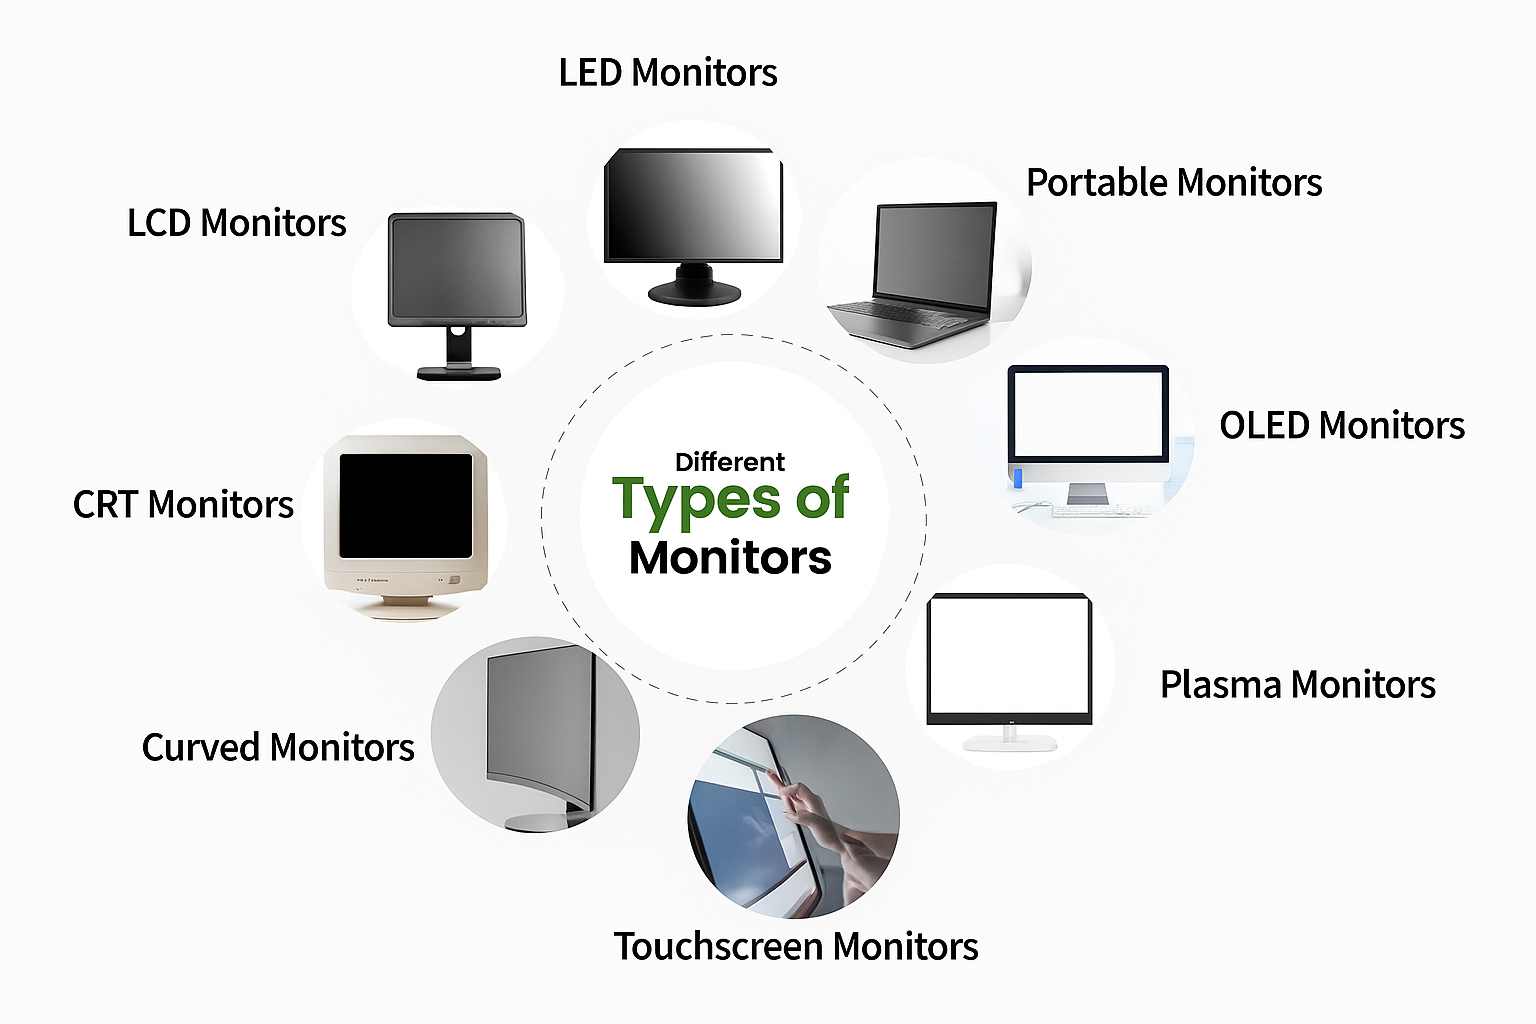 LED Monitors
Portable Monitors
LCD Monitors
OLED Monitors
Different
Types of
Monitors
CRT Monitors
Plasma Monitors
Curved Monitors
Touchscreen Monitors